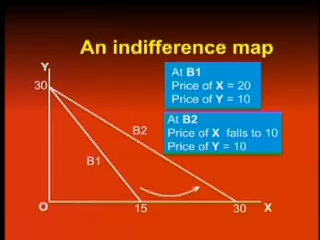 An indifference map
Y
At B1
Price of X = 20
Price of Y = 10
30
At B2
Price of X falls to 10
Price of Y = 10
B2
B1
O
15
30
X